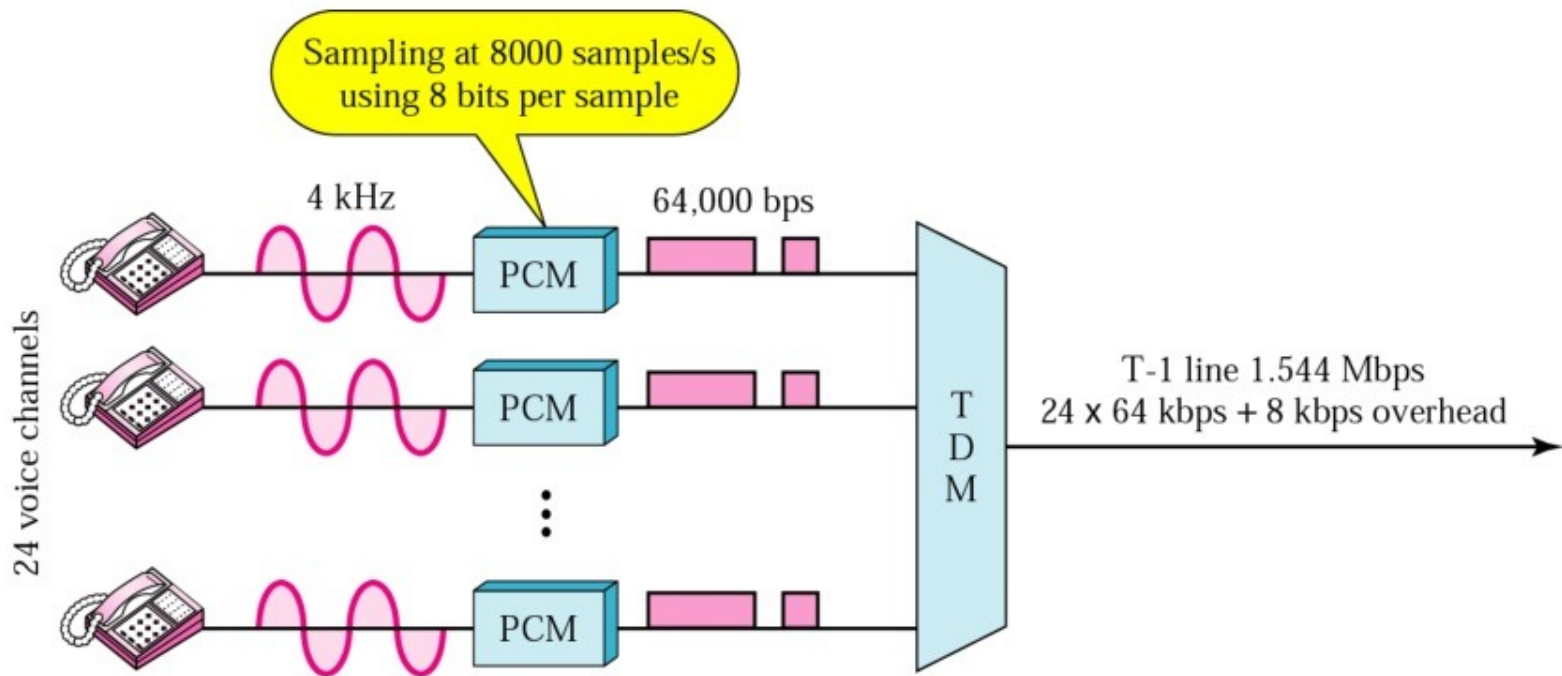 Sampling at 8000 samples/s
using 8 bits per sample
4 kHz
64,000 bps
PCM
24 voice channels
PCM
T
D
M
T-1 line 1.544 Mbps
24 x 64 kbps + 8 kbps overhead
PCM